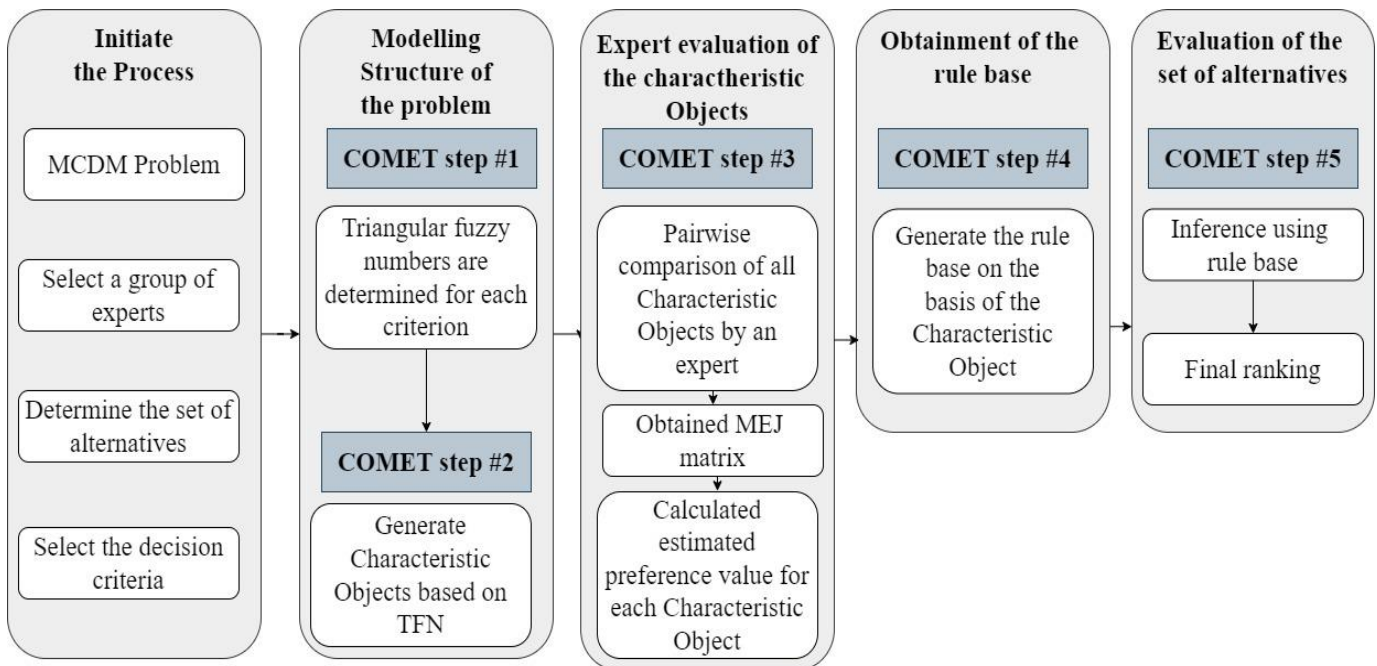 Initiate
the Process
MCDM Problem
Select a group of
experts
Determine the set of
alternatives
Select the decision
criteria
Modelling
Structure of
the problem
COMET step #1
Triangular fuzzy
numbers are
determined for each
criterion
COMET step #2
Generate
Characteristic
Objects based on
TFN
Expert evaluation of
the charactheristic
Objects
COMET step #3
Pairwise
comparison of all
Characteristic
Objects by an
expert
Obtained MEJ
matrix
Calculated
estimated
preference value for
each Characteristic
Object
Obtainment of the
rule base
COMET step #4
Generate the rule
base on the
basis of the
Characteristic
Object
Evaluation of the
set of alternatives
COMET step #5
Inference using
rule base
Final ranking